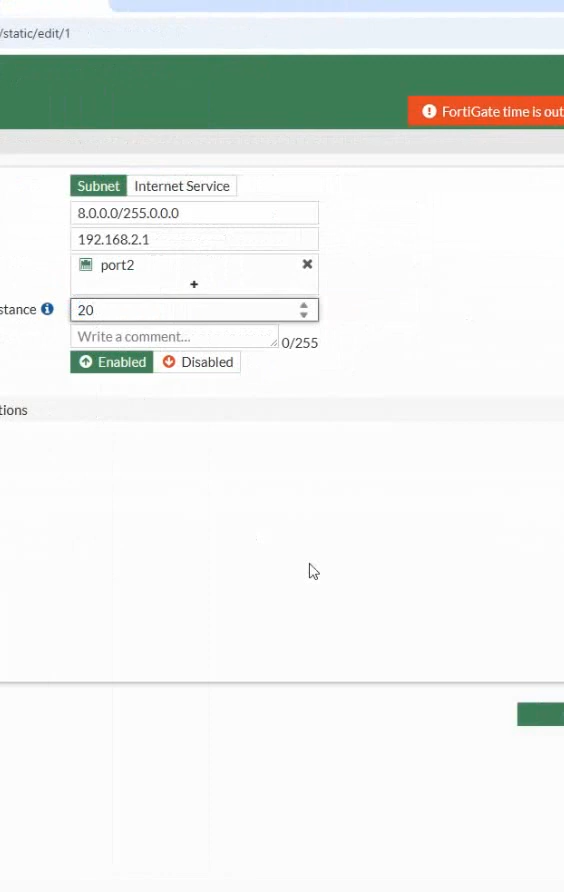 /static/edit/1
FortiGate time is out
Subnet Internet Service
8.0.0.0/255.0.0.0
192.168.2.1
port2
+
stance 20
Write a comment... 0/255
Enabled Disabled
tions